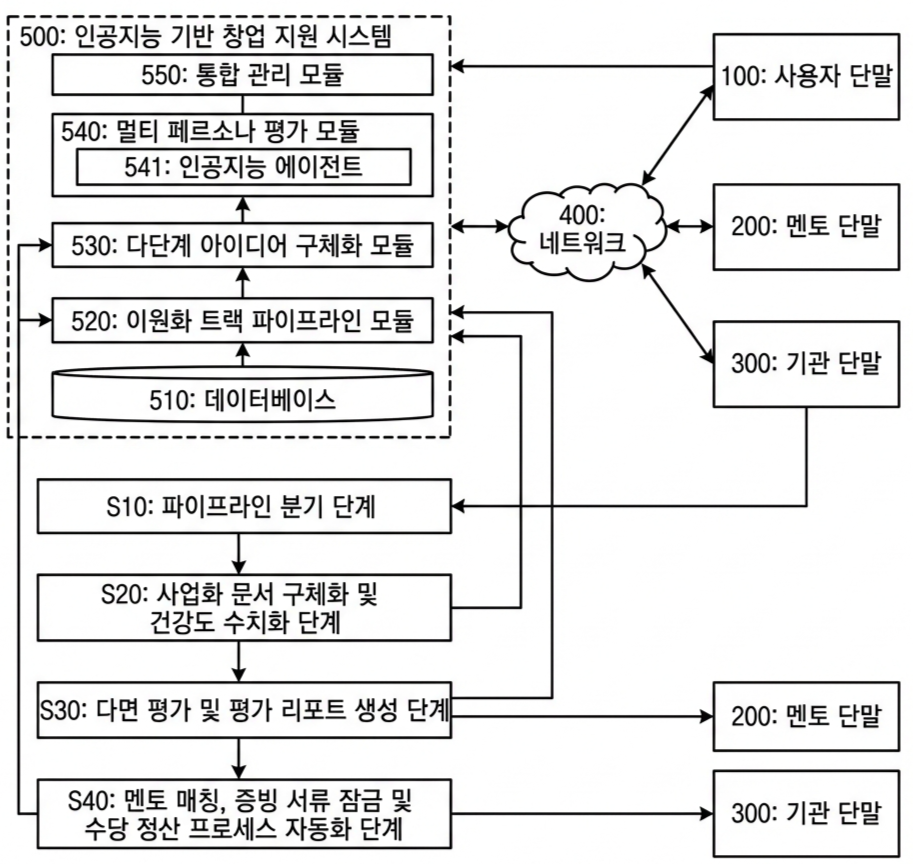 500: 인공지능 기반 창업 지원 시스템
550: 통합 관리 모듈
540: 멀티 페르소나 평가 모듈
541: 인공지능 에이전트
530: 다단계 아이디어 구체화 모듈
520: 이원화 트랙 파이프라인 모듈
510: 데이터베이스
400:
네트워크
100: 사용자 단말
200: 멘토 단말
300: 기관 단말
S10: 파이프라인 분기 단계
S20: 사업화 문서 구체화 및
건강도 수치화 단계
S30: 다면 평가 및 평가 리포트 생성 단계
200: 멘토 단말
S40: 멘토 매칭, 증빙 서류 잠금 및
수당 정산 프로세스 자동화 단계
300: 기관 단말